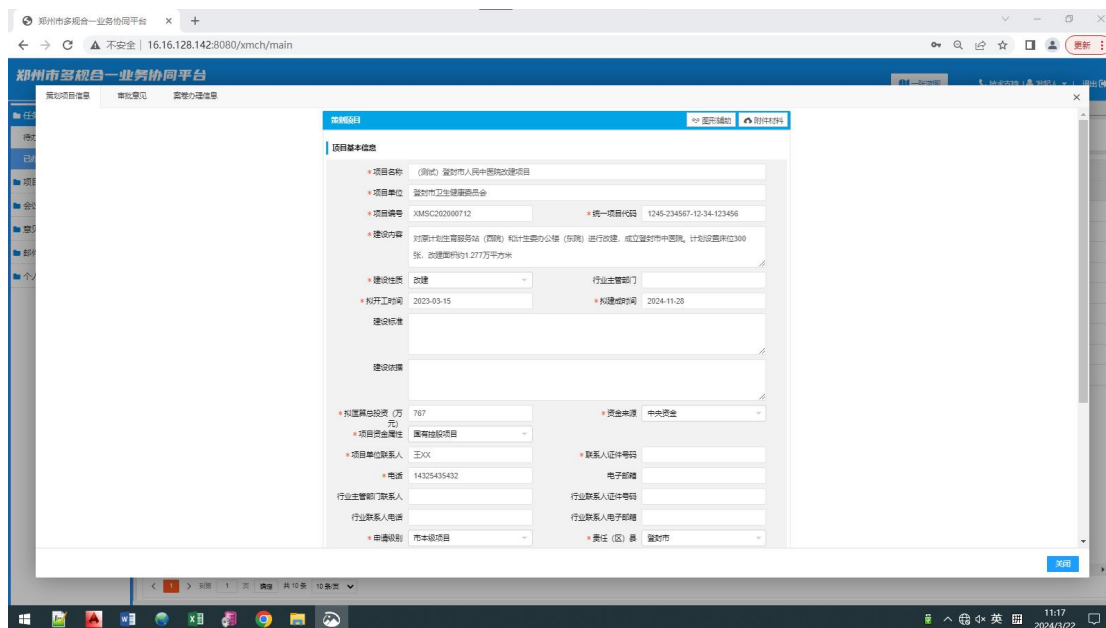 郑州市多规合一业务协同平台
不安全 | 16.16.128.142:8080/xmch/main
更新
郑州市多规合一业务协同平台
策划项目信息 审批意见 案卷办理信息
策划项目 图形辅助 附件材料
项目基本信息
*项目名称 (测试) 登封市人民中医院改建项目
*项目单位 登封市卫生健康委员会
*项目编号 XMSC202000712 *统一项目代码 1245-234567-12-34-123456
*建设内容 对原计划生育服务站 (西院) 和计生委办公楼 (东院) 进行改建,成立登封市中医院。计划设置床位300
张,改建面积约1.277万平方米
*建设性质 改建 行业主管部门
*拟开工时间 2023-03-15 *拟建成时间 2024-11-28
建设标准
建设依据
*拟匡算总投资 (万 767 *资金来源 中央资金
元)
*项目资金属性 国有控股项目
*项目单位联系人 王XX *联系人证件号码
*电话 14325435432 电子邮箱
行业主管部门联系人 行业联系人证件号码
行业联系人电话 行业联系人电子邮箱
*申请级别 市本级项目 *责任 (区) 县 登封市
关闭
1 到第 1 页 确定 共10条 10条/页
英 11:17
2024/3/22